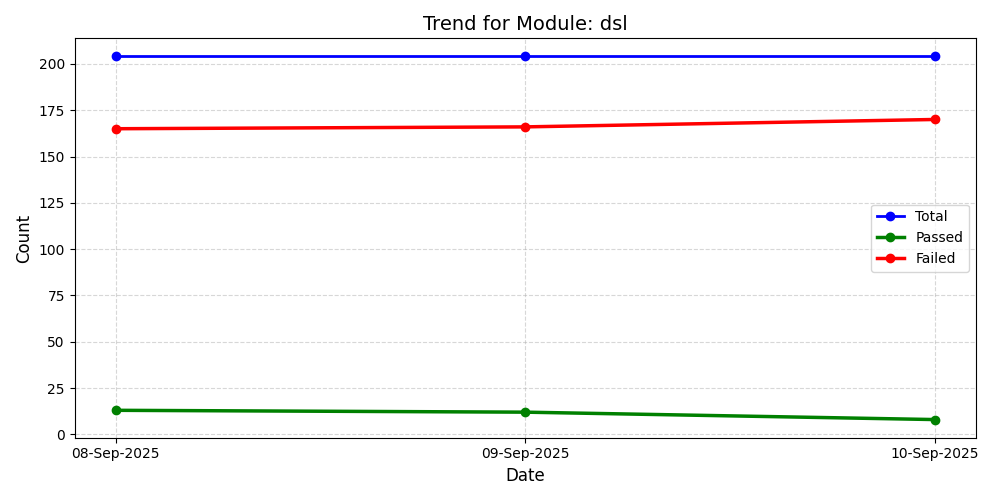 Trend for Module: dsl
200
175
150
125
100
75
50
25
0
Count
Total
Passed
Failed
08-Sep-2025
09-Sep-2025
10-Sep-2025
Date